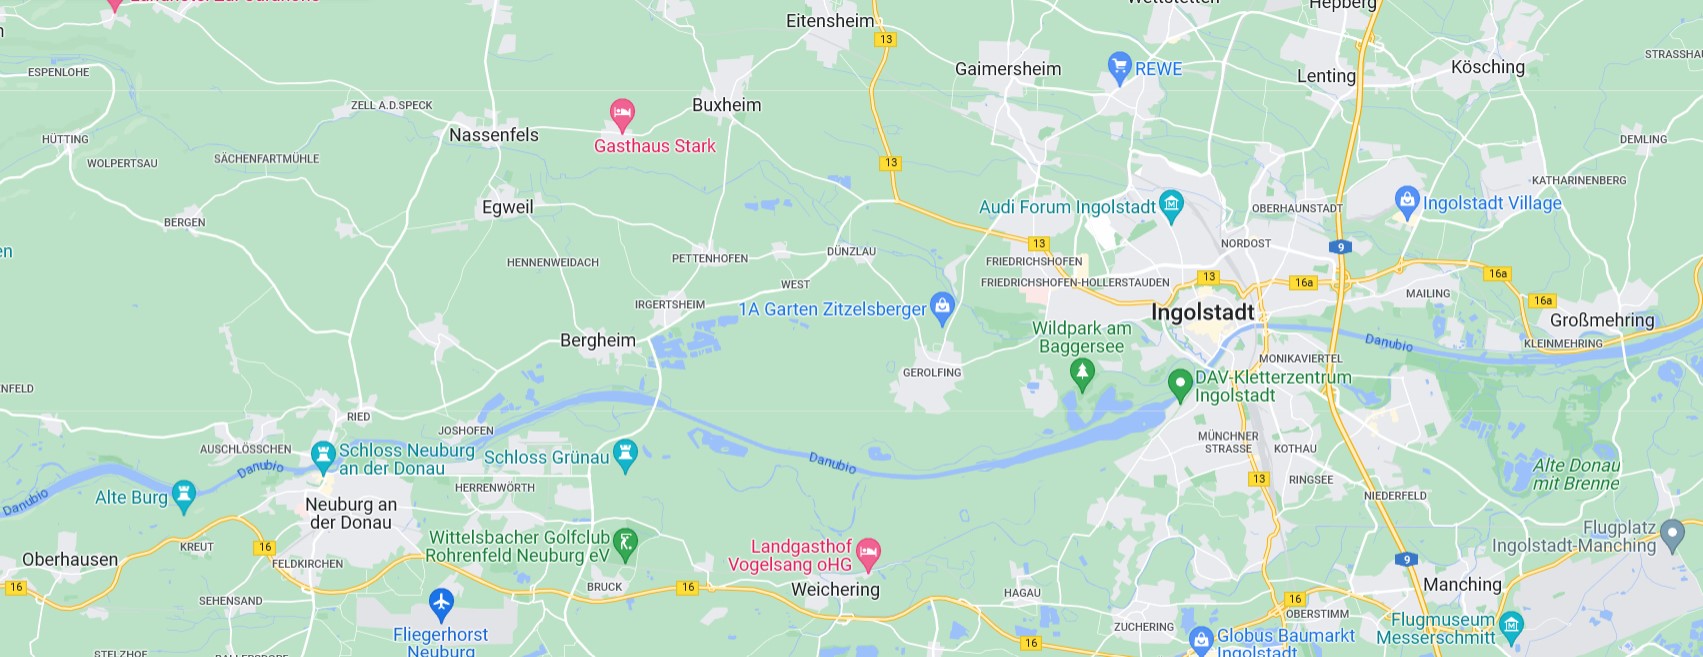 Eitensheim
Hepberg
13
ESPENLOHE
Gaimersheim
REWE
Lenting
Kösching
ZELL A.D.SPECK
Buxheim
Nassenfels
HÜTTING
Gasthaus Stark
DEMLING
WOLPERTSAU
SÄCHENFARTMÜHLE
13
KATHARINENBERG
Egweil
Audi Forum Ingolstadt
OBERHAUNSTADT
Ingolstadt Village
BERGEN
13
NORDOST
9
en
HENNENWEIDACH
PETTENHOFEN
DÜNZLAU
FRIEDRICHSHOFEN
16a
WEST
FRIEDRICHSHOFEN-HOLLERSTAUDEN
13
16a
MAILING
16a
IRGERTSHEIM
1A Garten Zitzelsberger
Ingolstadt
Großmehring
Bergheim
Wildpark am
Baggersee
Danubio
KLEINMEHRING
MONIKAVIERTEL
GEROLFING
DAV-Kletterzentrum
Ingolstadt
ENFELD
RIED
JOSHOFEN
AUSCHLÖSSCHEN
Schloss Neuburg
an der Donau
Schloss Grünau
Danubio
MÜNCHNER
STRASSE
KOTHAU
Danubio
Alte Donau
mit Brenne
13
RINGSEE
Danubio
Alte Burg
HERRENWÖRTH
NIEDERFELD
Neuburg an
der Donau
Flugplatz
Ingolstadt-Manching
Wittelsbacher Golfclub
Rohrenfeld Neuburg eV
Landgasthof
Vogelsang oHG
Oberhausen
KREUT
16
FELDKIRCHEN
9
16
BRUCK
16
Weichering
HAGAU
Manching
SEHENSAND
16
OBERSTIMM
Fliegerhorst
Neuburg
ZUCHERING
16
Globus Baumarkt
Ingolstadt
Flugmuseum
Messerschmitt
STELZHOF